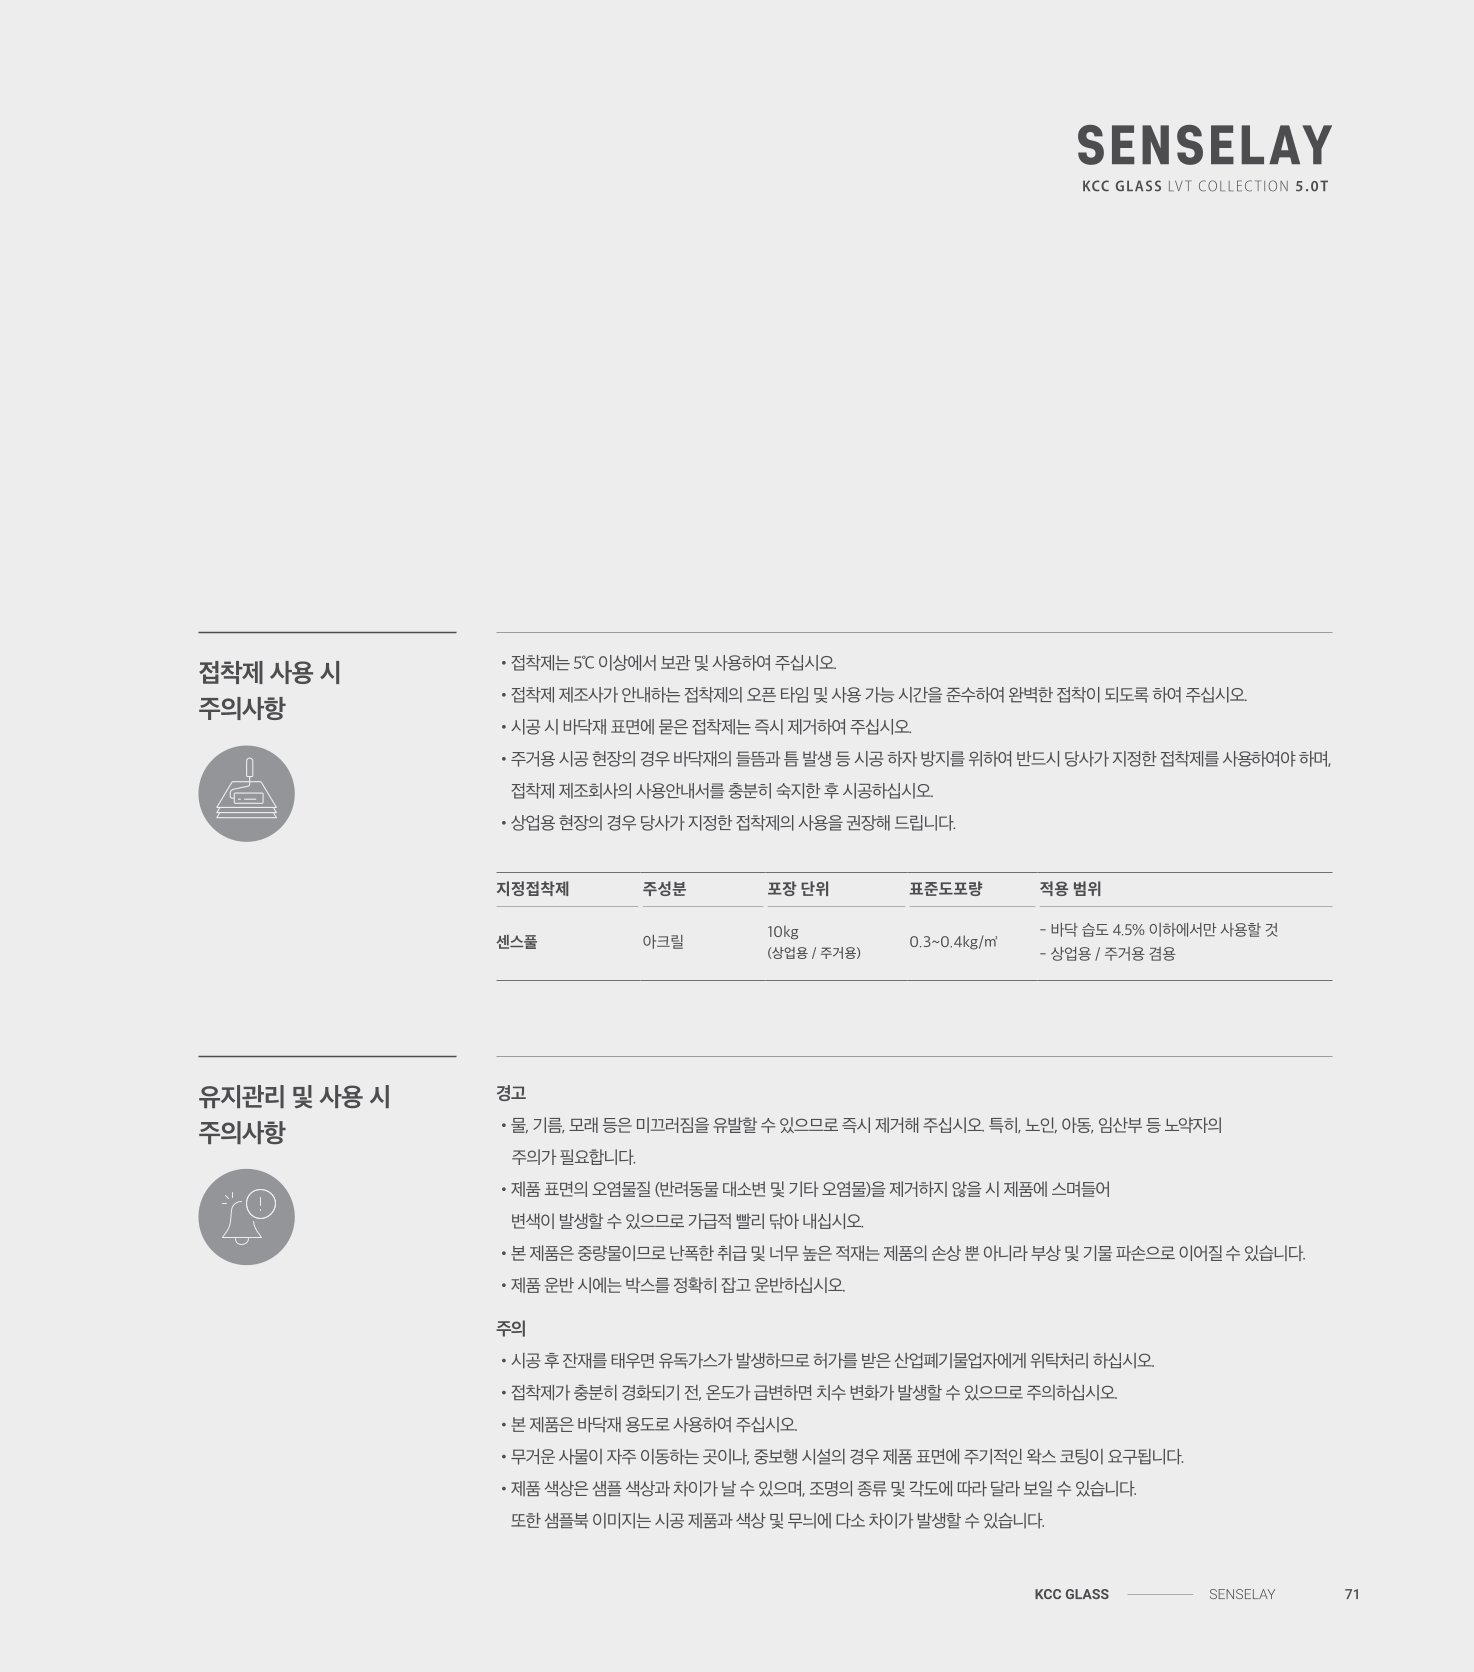 SENSELAY
KCC GLASS LVT COLLECTION 5.0T
접착제 사용 시
주의사항
• 접착제는 5℃ 이상에서 보관 및 사용하여 주십시오.
• 접착제 제조사가 안내하는 접착제의 오픈 타임 및 사용 가능 시간을 준수하여 완벽한 접착이 되도록 하여 주십시오.
• 시공 시 바닥재 표면에 묻은 접착제는 즉시 제거하여 주십시오.
• 주거용 시공 현장의 경우 바닥재의 들뜸과 틈 발생 등 시공 하자 방지를 위하여 반드시 당사가 지정한 접착제를 사용하여야 하며,
접착제 제조회사의 사용안내서를 충분히 숙지한 후 시공하십시오.
• 상업용 현장의 경우 당사가 지정한 접착제의 사용을 권장해 드립니다.
지정접착제 주성분 포장 단위 표준도포량 적용 범위
센스풀 아크릴 10kg (상업용 / 주거용) 0.3~0.4kg/㎡ - 바닥 습도 4.5% 이하에서만 사용할 것
- 상업용 / 주거용 겸용
유지관리 및 사용 시
주의사항
경고
• 물, 기름, 모래 등은 미끄러짐을 유발할 수 있으므로 즉시 제거해 주십시오. 특히, 노인, 아동, 임산부 등 노약자의
주의가 필요합니다.
• 제품 표면의 오염물질 (반려동물 대소변 및 기타 오염물)을 제거하지 않을 시 제품에 스며들어
변색이 발생할 수 있으므로 가급적 빨리 닦아 내십시오.
• 본 제품은 중량물이므로 난폭한 취급 및 너무 높은 적재는 제품의 손상 뿐 아니라 부상 및 기물 파손으로 이어질 수 있습니다.
• 제품 운반 시에는 박스를 정확히 잡고 운반하십시오.
주의
• 시공 후 잔재를 태우면 유독가스가 발생하므로 허가를 받은 산업폐기물업자에게 위탁처리 하십시오.
• 접착제가 충분히 경화되기 전, 온도가 급변하면 치수 변화가 발생할 수 있으므로 주의하십시오.
• 본 제품은 바닥재 용도로 사용하여 주십시오.
• 무거운 사물이 자주 이동하는 곳이나, 중보행 시설의 경우 제품 표면에 주기적인 왁스 코팅이 요구됩니다.
• 제품 색상은 샘플 색상과 차이가 날 수 있으며, 조명의 종류 및 각도에 따라 달라 보일 수 있습니다.
또한 샘플북 이미지는 시공 제품과 색상 및 무늬에 다소 차이가 발생할 수 있습니다.
KCC GLASS SENSELAY 71